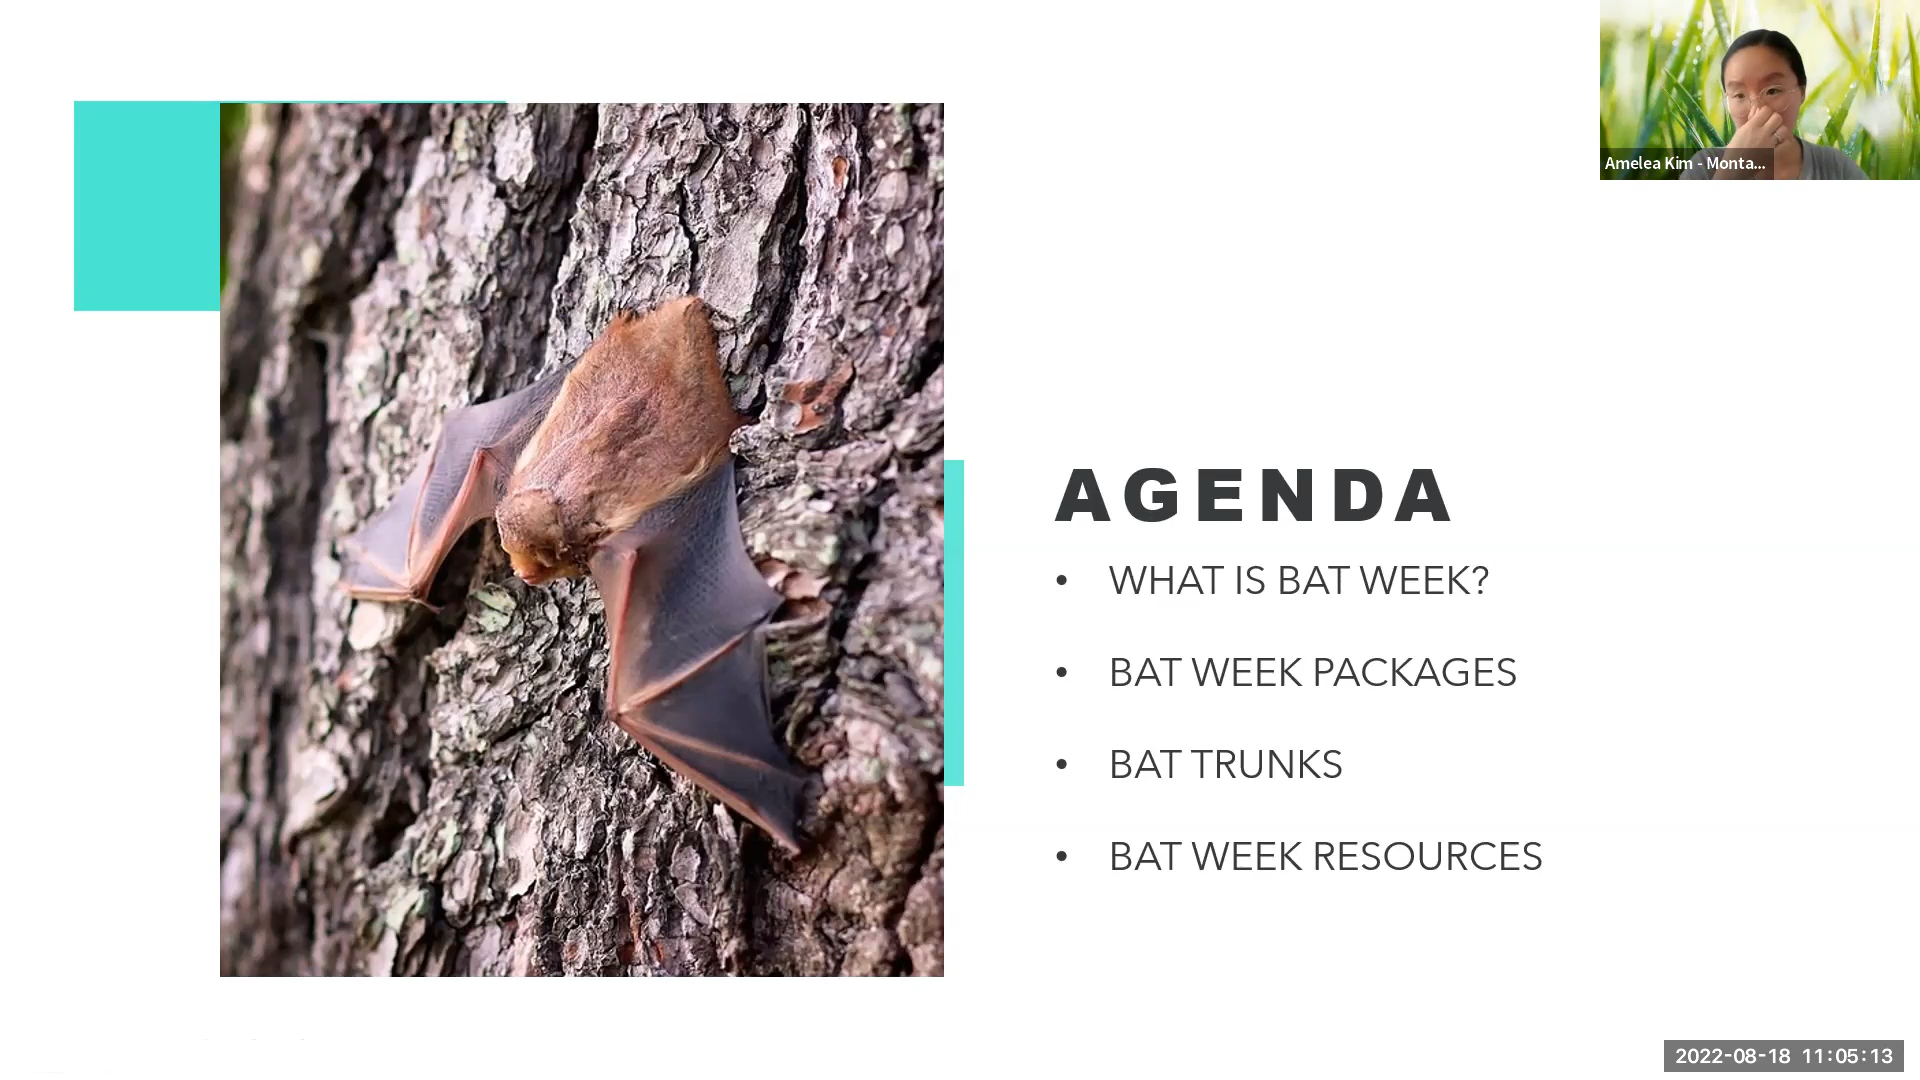 Amelea Kim - Monta...
AGENDA
• WHAT IS BAT WEEK?
• BAT WEEK PACKAGES
• BAT TRUNKS
• BAT WEEK RESOURCES
2022-08-18 11:05:13